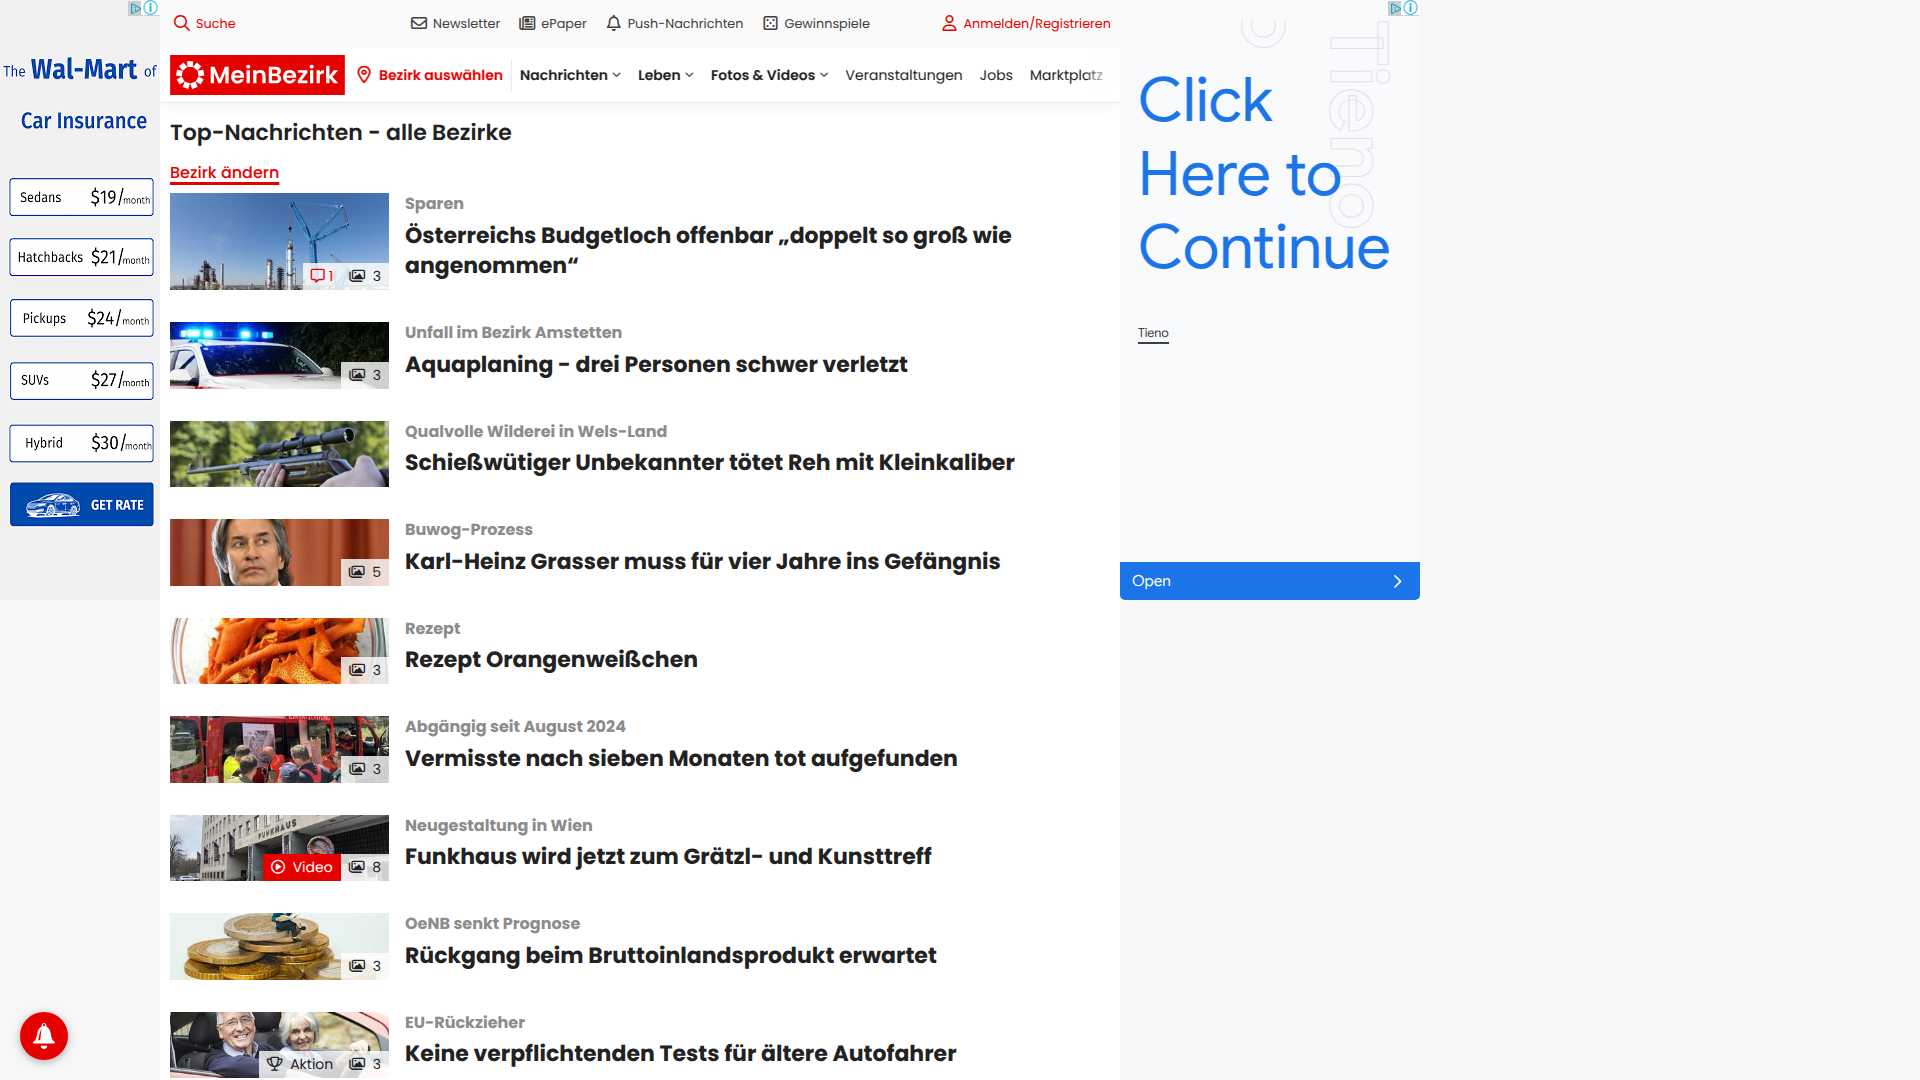 The Wal-Mart of
Car Insurance
Sedans $19/month
Hatchbacks $21/month
Pickups $24/month
SUVs $27/month
Hybrid $30/month
GET RATE
Suche
Newsletter
ePaper
Push-Nachrichten
Gewinnspiele
Anmelden/Registrieren
MeinBezirk
Bezirk auswählen
Nachrichten
Leben
Fotos & Videos
Veranstaltungen
Jobs
Marktplatz
Top-Nachrichten - alle Bezirke
Bezirk ändern
1
3
Sparen
Österreichs Budgetloch offenbar „doppelt so groß wie
angenommen“
3
Unfall im Bezirk Amstetten
Aquaplaning - drei Personen schwer verletzt
Qualvolle Wilderei in Wels-Land
Schießwütiger Unbekannter tötet Reh mit Kleinkaliber
5
Buwog-Prozess
Karl-Heinz Grasser muss für vier Jahre ins Gefängnis
3
Rezept
Rezept Orangenweißchen
3
Abgängig seit August 2024
Vermisste nach sieben Monaten tot aufgefunden
FUNKHAUS
Video
8
Neugestaltung in Wien
Funkhaus wird jetzt zum Grätzl- und Kunsttreff
3
OeNB senkt Prognose
Rückgang beim Bruttoinlandsprodukt erwartet
Aktion
3
EU-Rückzieher
Keine verpflichtenden Tests für ältere Autofahrer
Tieno
Click
Here to
Continue
Tieno
Open